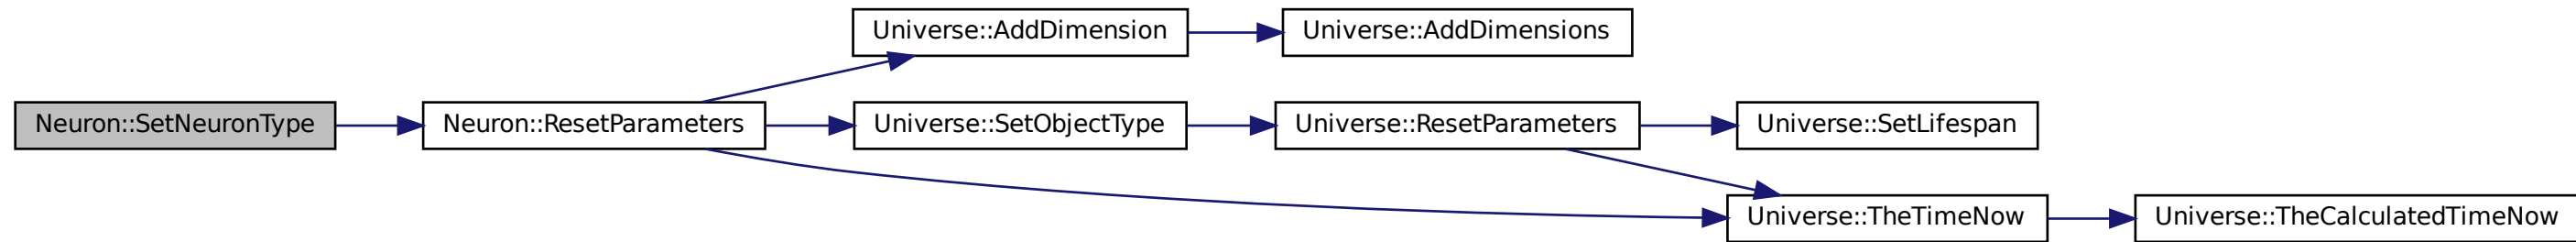 Universe::AddDimension
Universe::AddDimensions
Neuron::SetNeuronType
Neuron::ResetParameters
Universe::SetObjectType
Universe::ResetParameters
Universe::SetLifespan
Universe::TheTimeNow
Universe::TheCalculatedTimeNow